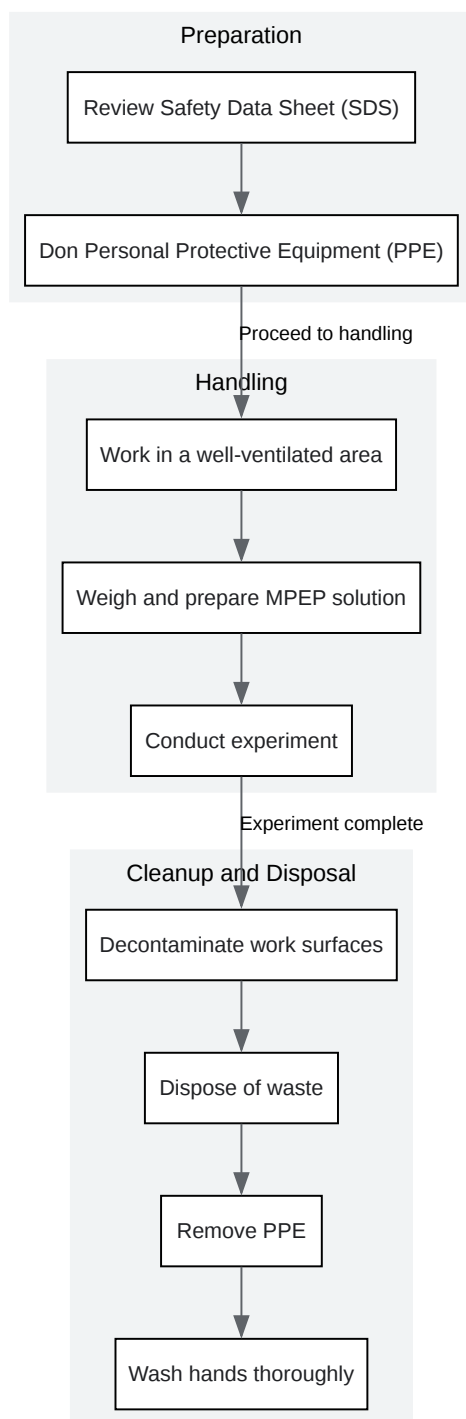 Preparation
Review Safety Data Sheet (SDS)
Don Personal Protective Equipment (PPE)
Proceed to handling
Handling
Work in a well-ventilated area
Weigh and prepare MPEP solution
Conduct experiment
Experiment complete
Cleanup and Disposal
Decontaminate work surfaces
Dispose of waste
Remove PPE
Wash hands thoroughly